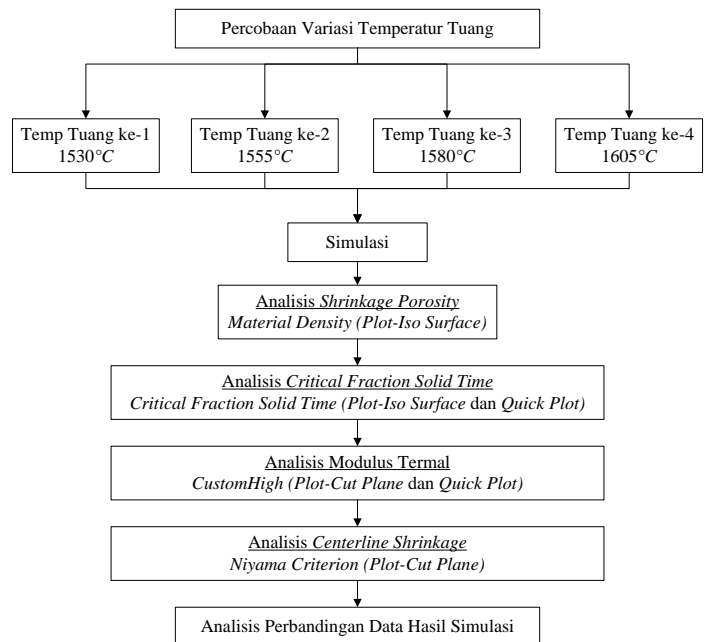 Percobaan Variasi Temperatur Tuang
Temp Tuang ke-1
1530°C
Temp Tuang ke-2
1555°C
Temp Tuang ke-3
1580°C
Temp Tuang ke-4
1605°C
Simulasi
Analisis Shrinkage Porosity
Material Density (Plot-Iso Surface)
Analisis Critical Fraction Solid Time
Critical Fraction Solid Time (Plot-Iso Surface dan Quick Plot)
Analisis Modulus Termal
CustomHigh (Plot-Cut Plane dan Quick Plot)
Analisis Centerline Shrinkage
Niyama Criterion (Plot-Cut Plane)
Analisis Perbandingan Data Hasil Simulasi